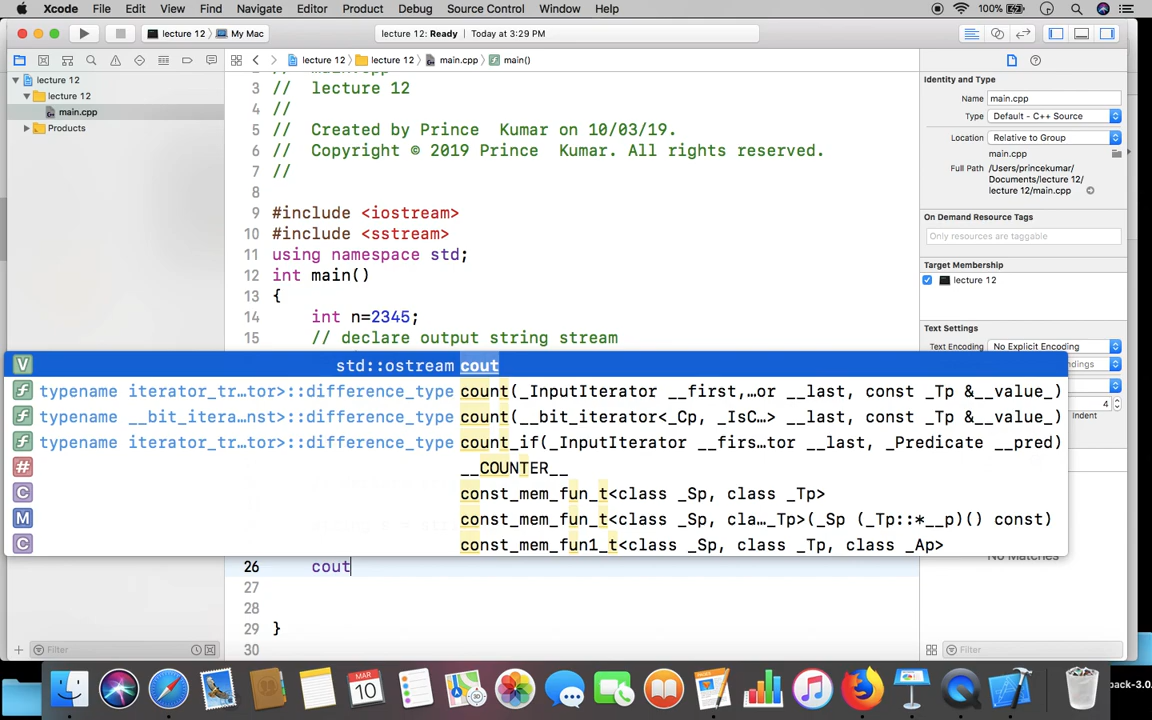 Xcode File Edit View Find Navigate Editor Product Debug Source Control Window Help 100%
lecture 12 My Mac lecture 12: Ready | Today at 3:29 PM
lecture 12 lecture 12 main.cpp main()
lecture 12
lecture 12
main.cpp
Products
3 // lecture 12
4 //
5 // Created by Prince Kumar on 10/03/19.
6 // Copyright © 2019 Prince Kumar. All rights reserved.
7 //
8
9 #include <iostream>
10 #include <sstream>
11 using namespace std;
12 int main()
13 {
14 int n=2345;
15 // declare output string stream
std::ostream cout
typename iterator_tr…tor>::difference_type count(_InputIterator __first,…or __last, const _Tp &__value_)
typename __bit_itera…nst>::difference_type count(__bit_iterator<_Cp, _IsC…> __last, const _Tp &__value_)
typename iterator_tr…tor>::difference_type count_if(_InputIterator __firs…tor __last, _Predicate __pred)
__COUNTER__
const_mem_fun_t<class _Sp, class _Tp>
const_mem_fun_t<class _Sp, cla…_Tp>(_Sp (_Tp::*__p)() const)
const_mem_fun1_t<class _Sp, class _Tp, class _Ap>
26 cout
27
28
29 }
30
Identity and Type
Name main.cpp
Type Default - C++ Source
Location Relative to Group
main.cpp
Full Path /Users/princekumar/
Documents/lecture 12/
lecture 12/main.cpp
On Demand Resource Tags
Only resources are taggable
Target Membership
lecture 12
Text Settings
Text Encoding No Explicit Encoding
4
Indent
No Matches
Filter
Filter
MAR
10
pack-3.0